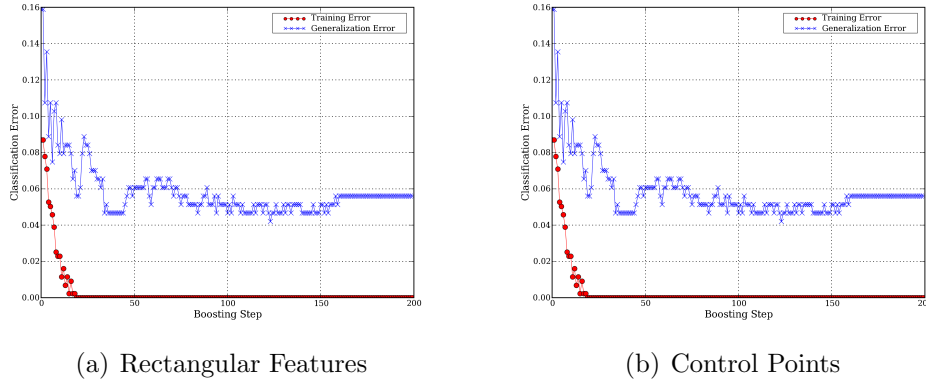 0.16
0.14
0.12
0.10
0.08
0.06
0.04
0.02
0.00
Classification Error
0
50
100
150
200
Boosting Step
Training Error
Generalization Error
(a) Rectangular Features
0.16
0.14
0.12
0.10
0.08
0.06
0.04
0.02
0.00
Classification Error
0
50
100
150
200
Boosting Step
Training Error
Generalization Error
(b) Control Points